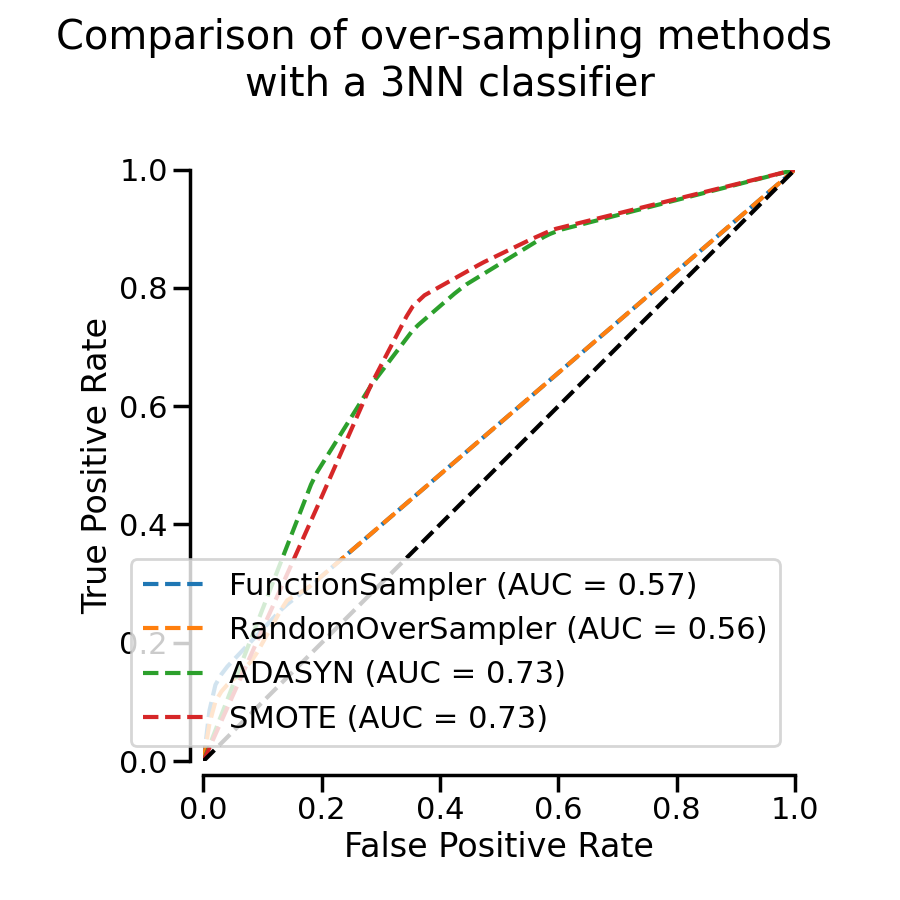 Comparison of over-sampling methods
with a 3NN classifier
True Positive Rate
1.0
0.8
0.6
0.4
0.2
0.0
FunctionSampler (AUC = 0.57)
RandomOverSampler (AUC = 0.56)
ADASYN (AUC = 0.73)
SMOTE (AUC = 0.73)
0.0 0.2 0.4 0.6 0.8 1.0
False Positive Rate